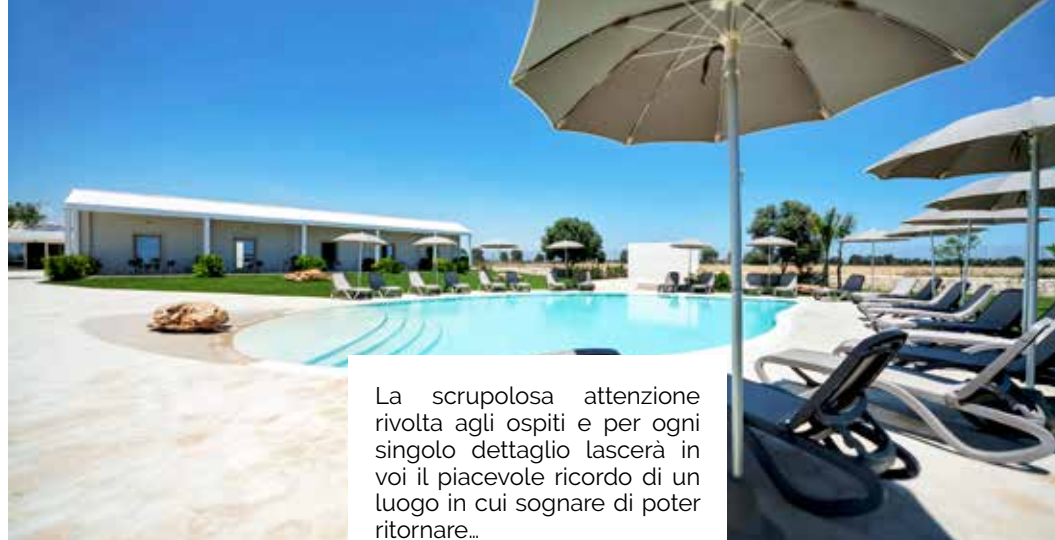 La scrupolosa attenzione
rivolta agli ospiti e per ogni
singolo dettaglio lascerà in
voi il piacevole ricordo di un
luogo in cui sognare di poter
ritornare…